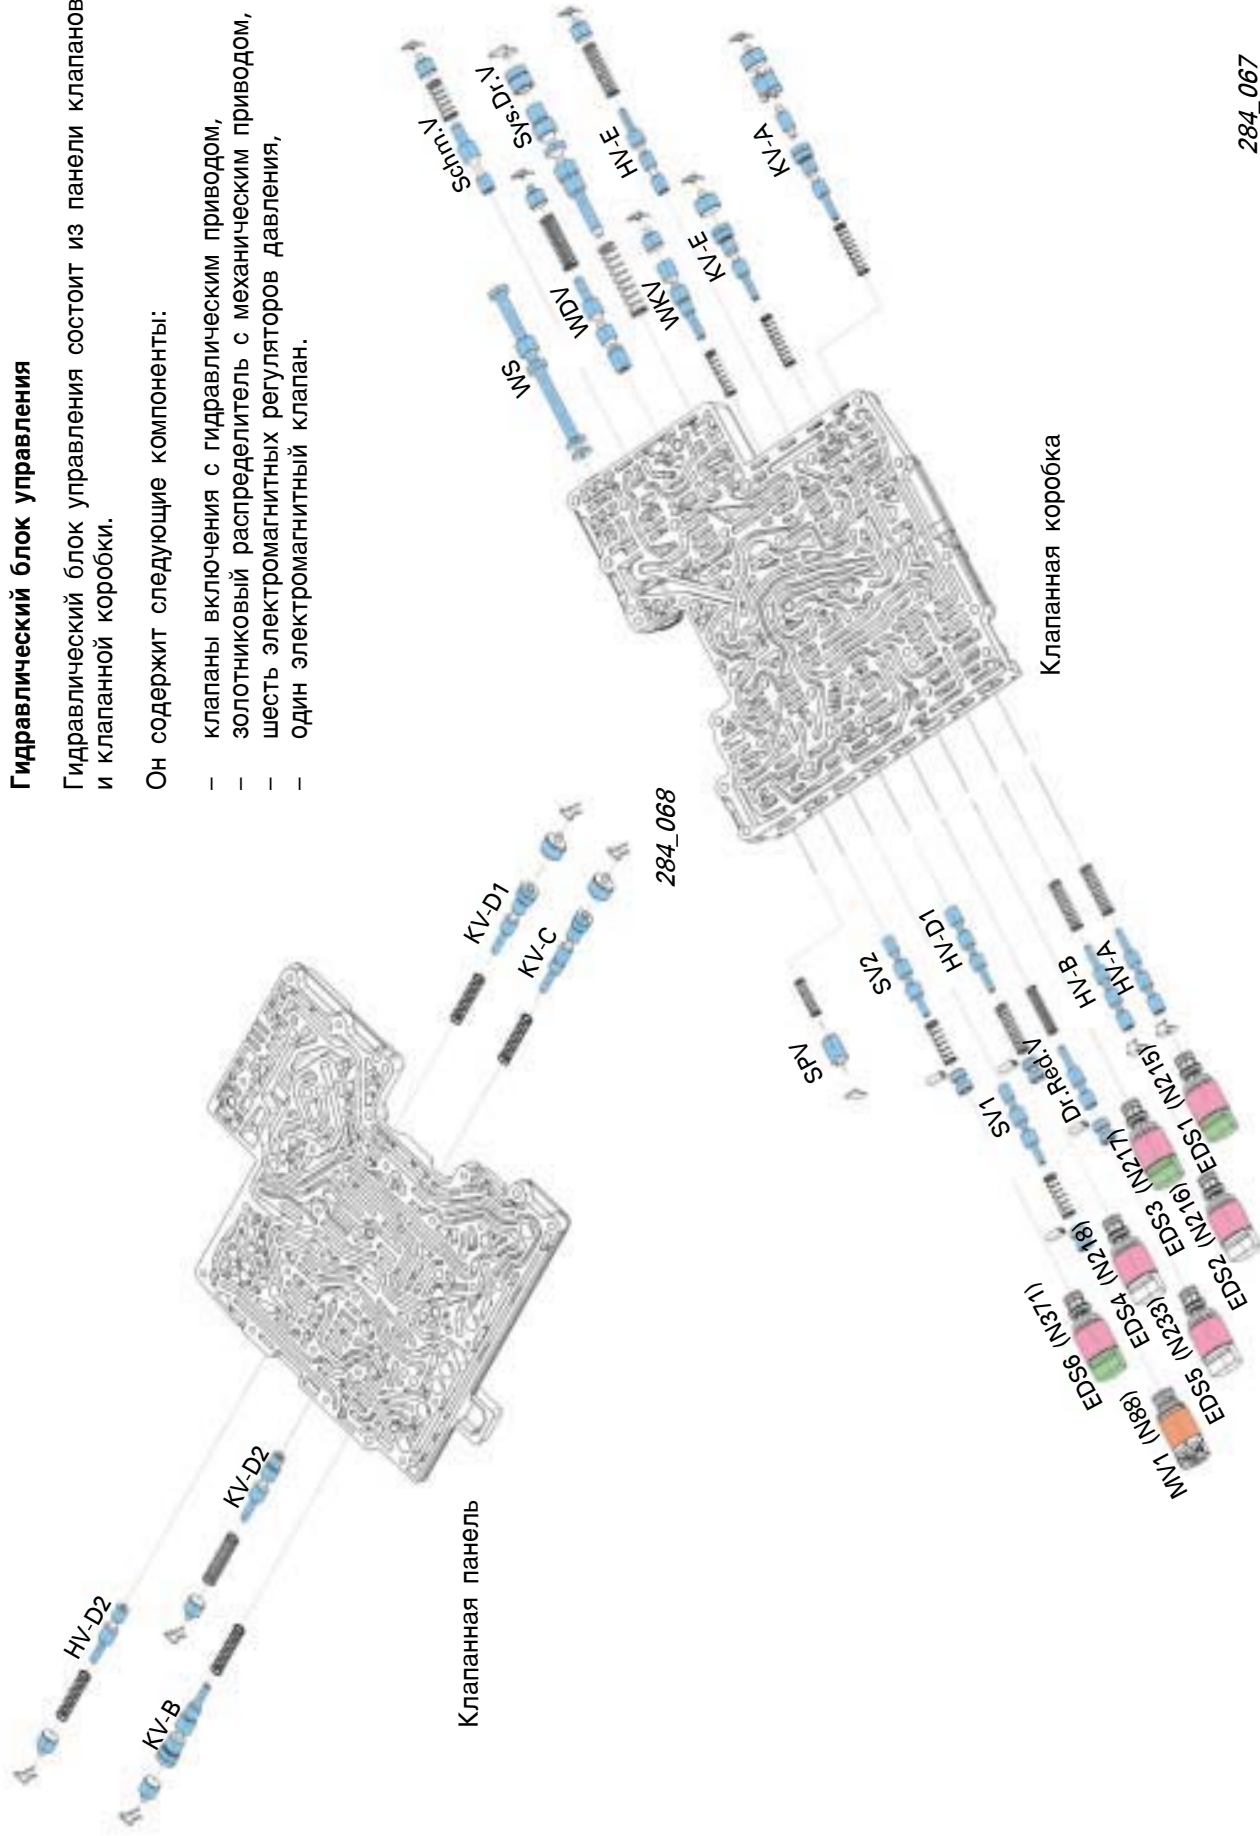 Гидравлический блок управления
Гидравлический блок управления состоит из панели клапанов
и клапанной коробки.
Он содержит следующие компоненты:
– клапаны включения с гидравлическим приводом,
– золотниковый распределитель с механическим приводом,
– шесть электромагнитных регуляторов давления,
– один электромагнитный клапан.
HV-D2
KV-D2
KV-B
KV-D1
KV-C
Клапанная панель
284_068
Schm.V
Sys.Dr.V
WS
WDV
HV-E
WKV
KV-E
KV-A
Клапанная коробка
SPV
SV2
HV-D1
SV1
Dr.Red.V
HV-B
HV-A
EDS6 (N371)
EDS4 (N218)
EDS3 (N217)
EDS1 (N215)
MV1 (N88)
EDS5 (N233)
EDS2 (N216)
284_067